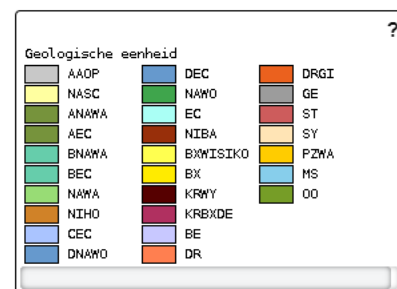 ?
Geologische eenheid
AAOP DEC DRGI
NASC NAWO GE
ANAWA EC ST
AEC NIBA SY
BNAWA BXWISIKO PZWA
BEC BX MS
NAWA KRWY OO
NIHO KRBXDE
CEC BE
DNAWO DR